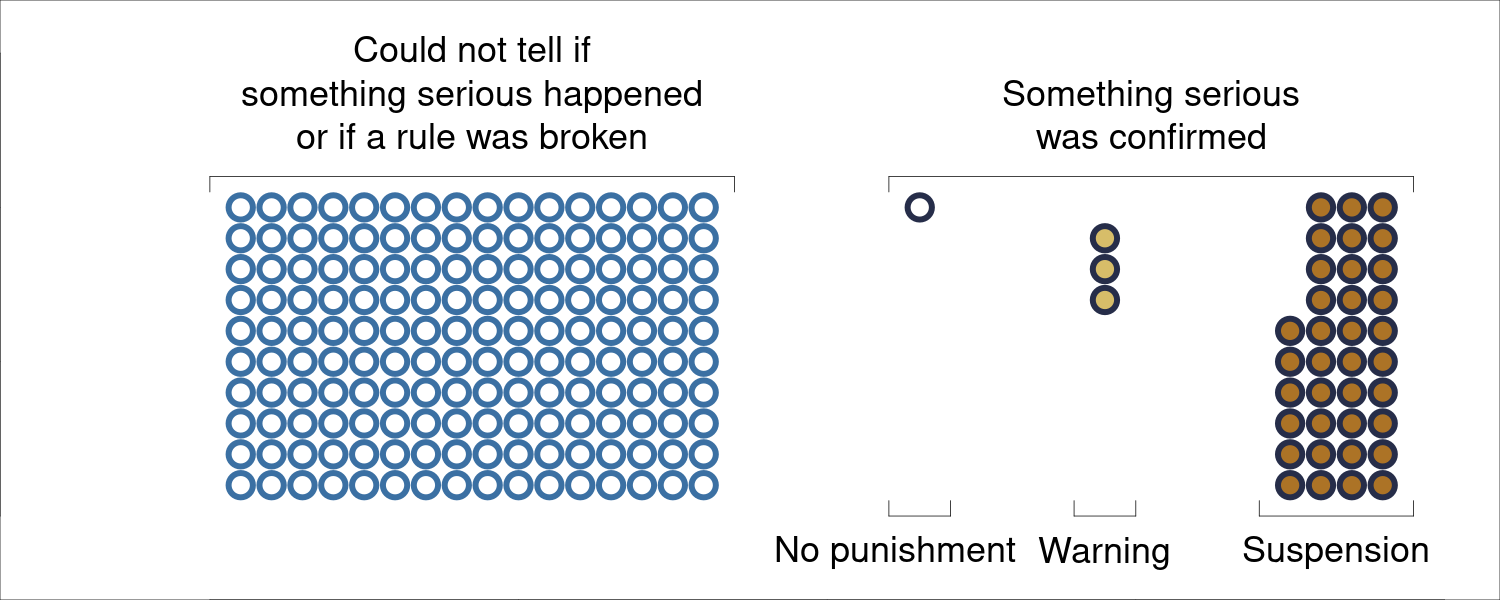 Could not tell if
something serious happened
or if a rule was broken
Something serious
was confirmed
No punishment
Warning
Suspension